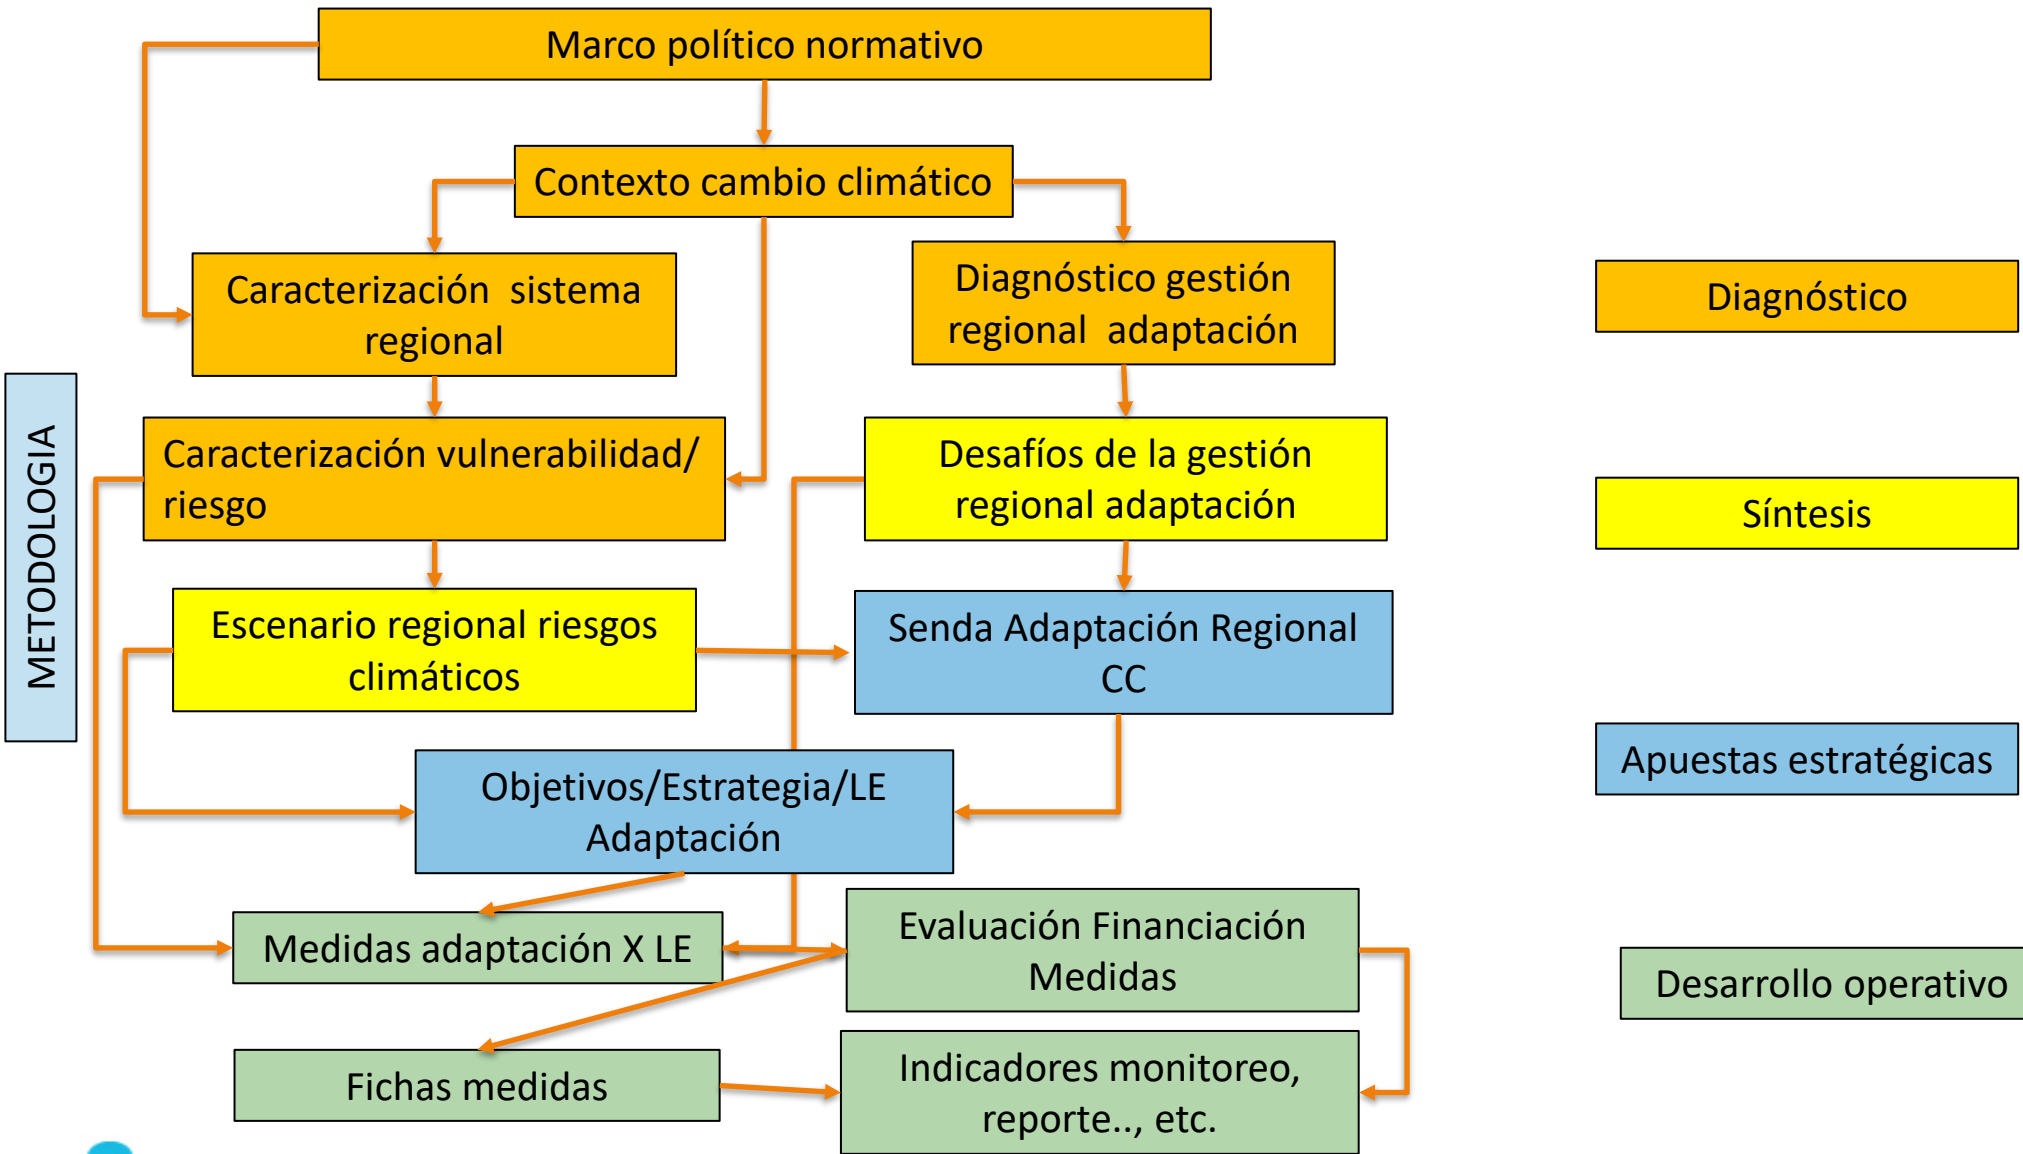 Marco político normativo
Contexto cambio climático
Caracterización sistema
regional
Diagnóstico gestión
regional adaptación
Diagnóstico
METODOLOGIA
Caracterización vulnerabilidad/
riesgo
Desafíos de la gestión
regional adaptación
Síntesis
Escenario regional riesgos
climáticos
Senda Adaptación Regional
CC
Objetivos/Estrategia/LE
Adaptación
Apuestas estratégicas
Medidas adaptación X LE
Evaluación Financiación
Medidas
Desarrollo operativo
Fichas medidas
Indicadores monitoreo,
reporte.., etc.